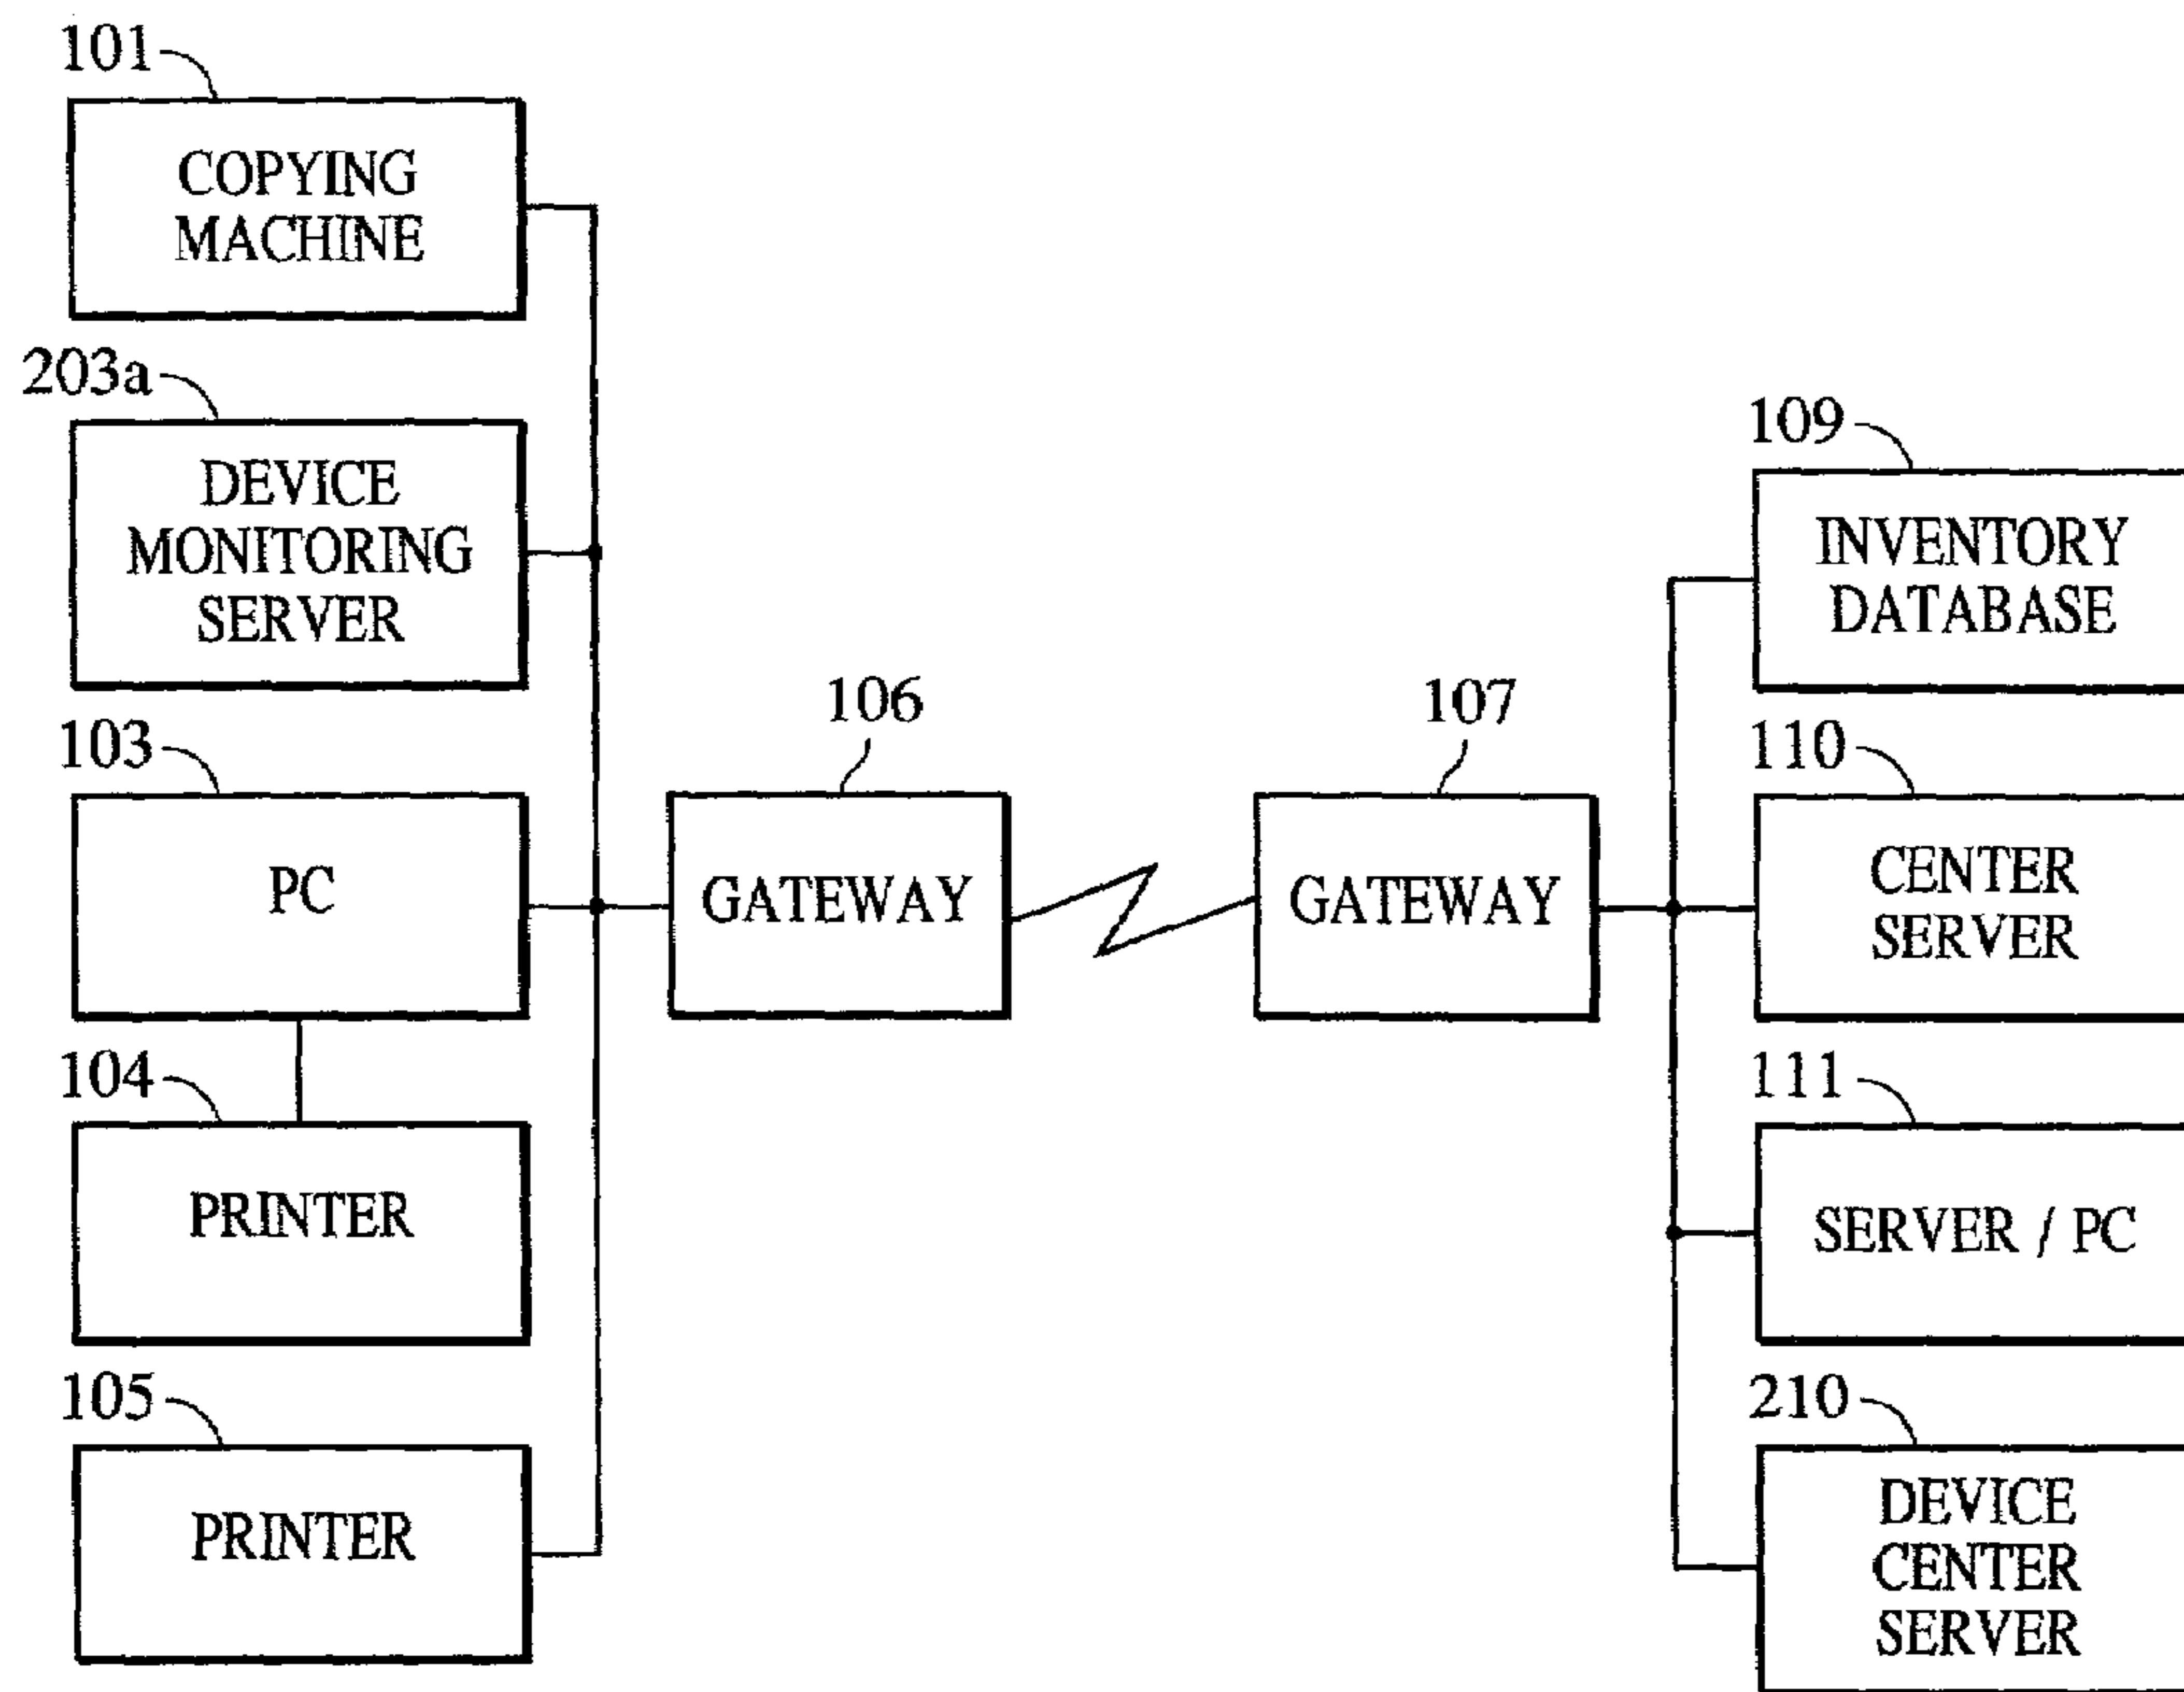 101
COPYING
MACHINE
203a
DEVICE
MONITORING
SERVER
103
PC
104
PRINTER
105
PRINTER
106
GATEWAY
107
GATEWAY
109
INVENTORY
DATABASE
110
CENTER
SERVER
111
SERVER / PC
210
DEVICE
CENTER
SERVER